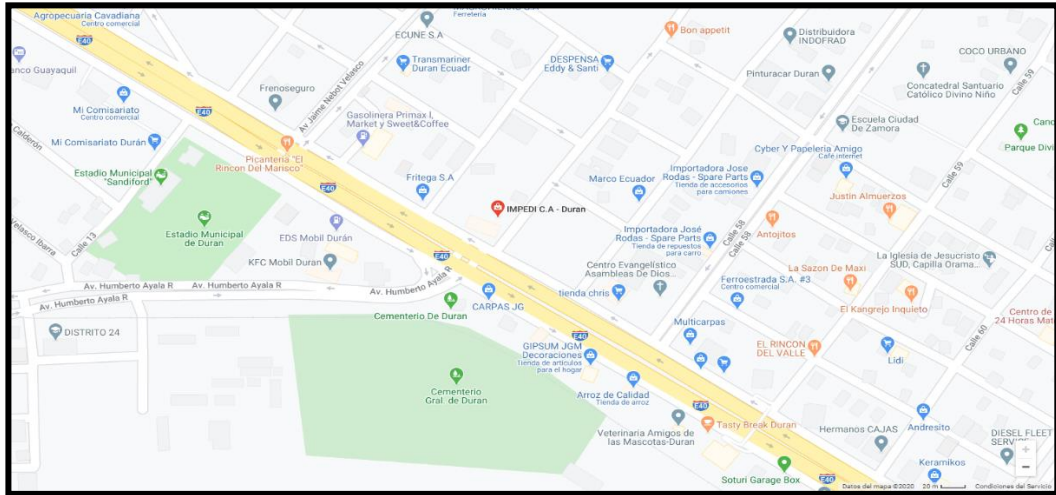 Agropecuaria Cavadiana
Centro comercial
E40
anco Guayaquil
Mi Comisariato
Centro comercial
Mi Comisariato Durán
Calderón
Estadio Municipal
"Sandiford"
Velasco Ibarra
Calle 13
Estadio Municipal
de Duran
Frenoseguro
Av Jaime Nebot Velasco
Picantería "El
Rincon Del Marisco"
E40
Ferretería
ECUNE S.A
Transmariner
Duran Ecuadr
Gasolinera Primax I,
Market y Sweet&Coffee
Fritega S.A
EDS Mobil Durán
KFC Mobil Duran
Av. Humberto Ayala R
Av. Humberto Ayala R
Av. Humberto Ayala R
DISTRITO 24
Cementerio De Duran
E40
CARPAS JG
Cementerio
Gral. de Duran
GIPSUM JGM
Decoraciones
Tienda de artículos
para el hogar
E40
Arroz de Calidad
Tienda de arroz
Bon appetit
DESPENSA
Eddy & Santi
IMPEDI C.A - Duran
Marco Ecuador
Importadora Jose
Rodas - Spare Parts
Tienda de accesorios
para camiones
Importadora José
Rodas - Spare Parts
Tienda de repuestos
para carro
Centro Evangelístico
Asambleas De Dios...
tienda chris
Multicarpas
Distribuidora
INDOFRAD
Pinturacar Duran
COCO URBANO
Calle 59
Concatedral Santuario
Católico Divino Niño
Escuela Ciudad
De Zamora
Canc
Parque Divi
Cyber Y Papeleria Amigo
Café internet
Justin Almuerzos
Calle 59
Antojitos
Calle 58
Calle 58
La Iglesia de Jesucristo
SUD, Capilla Orama...
La Sazon De Maxi
Ferroestrada S.A. #3
Centro comercial
El Kangrejo Inquieto
Centro de
24 Horas Mat
Calle 60
EL RINCON
DEL VALLE
Lidi
E40
Veterinaria Amigos de
las Mascotas-Duran
Tasty Break Duran
Hermanos CAJAS
Andresito
DIESEL FLEET
SERVICE
Keramikos
Soturi Garage Box
+
−
Datos del mapa ©2020 20 m Condiciones del Servicio